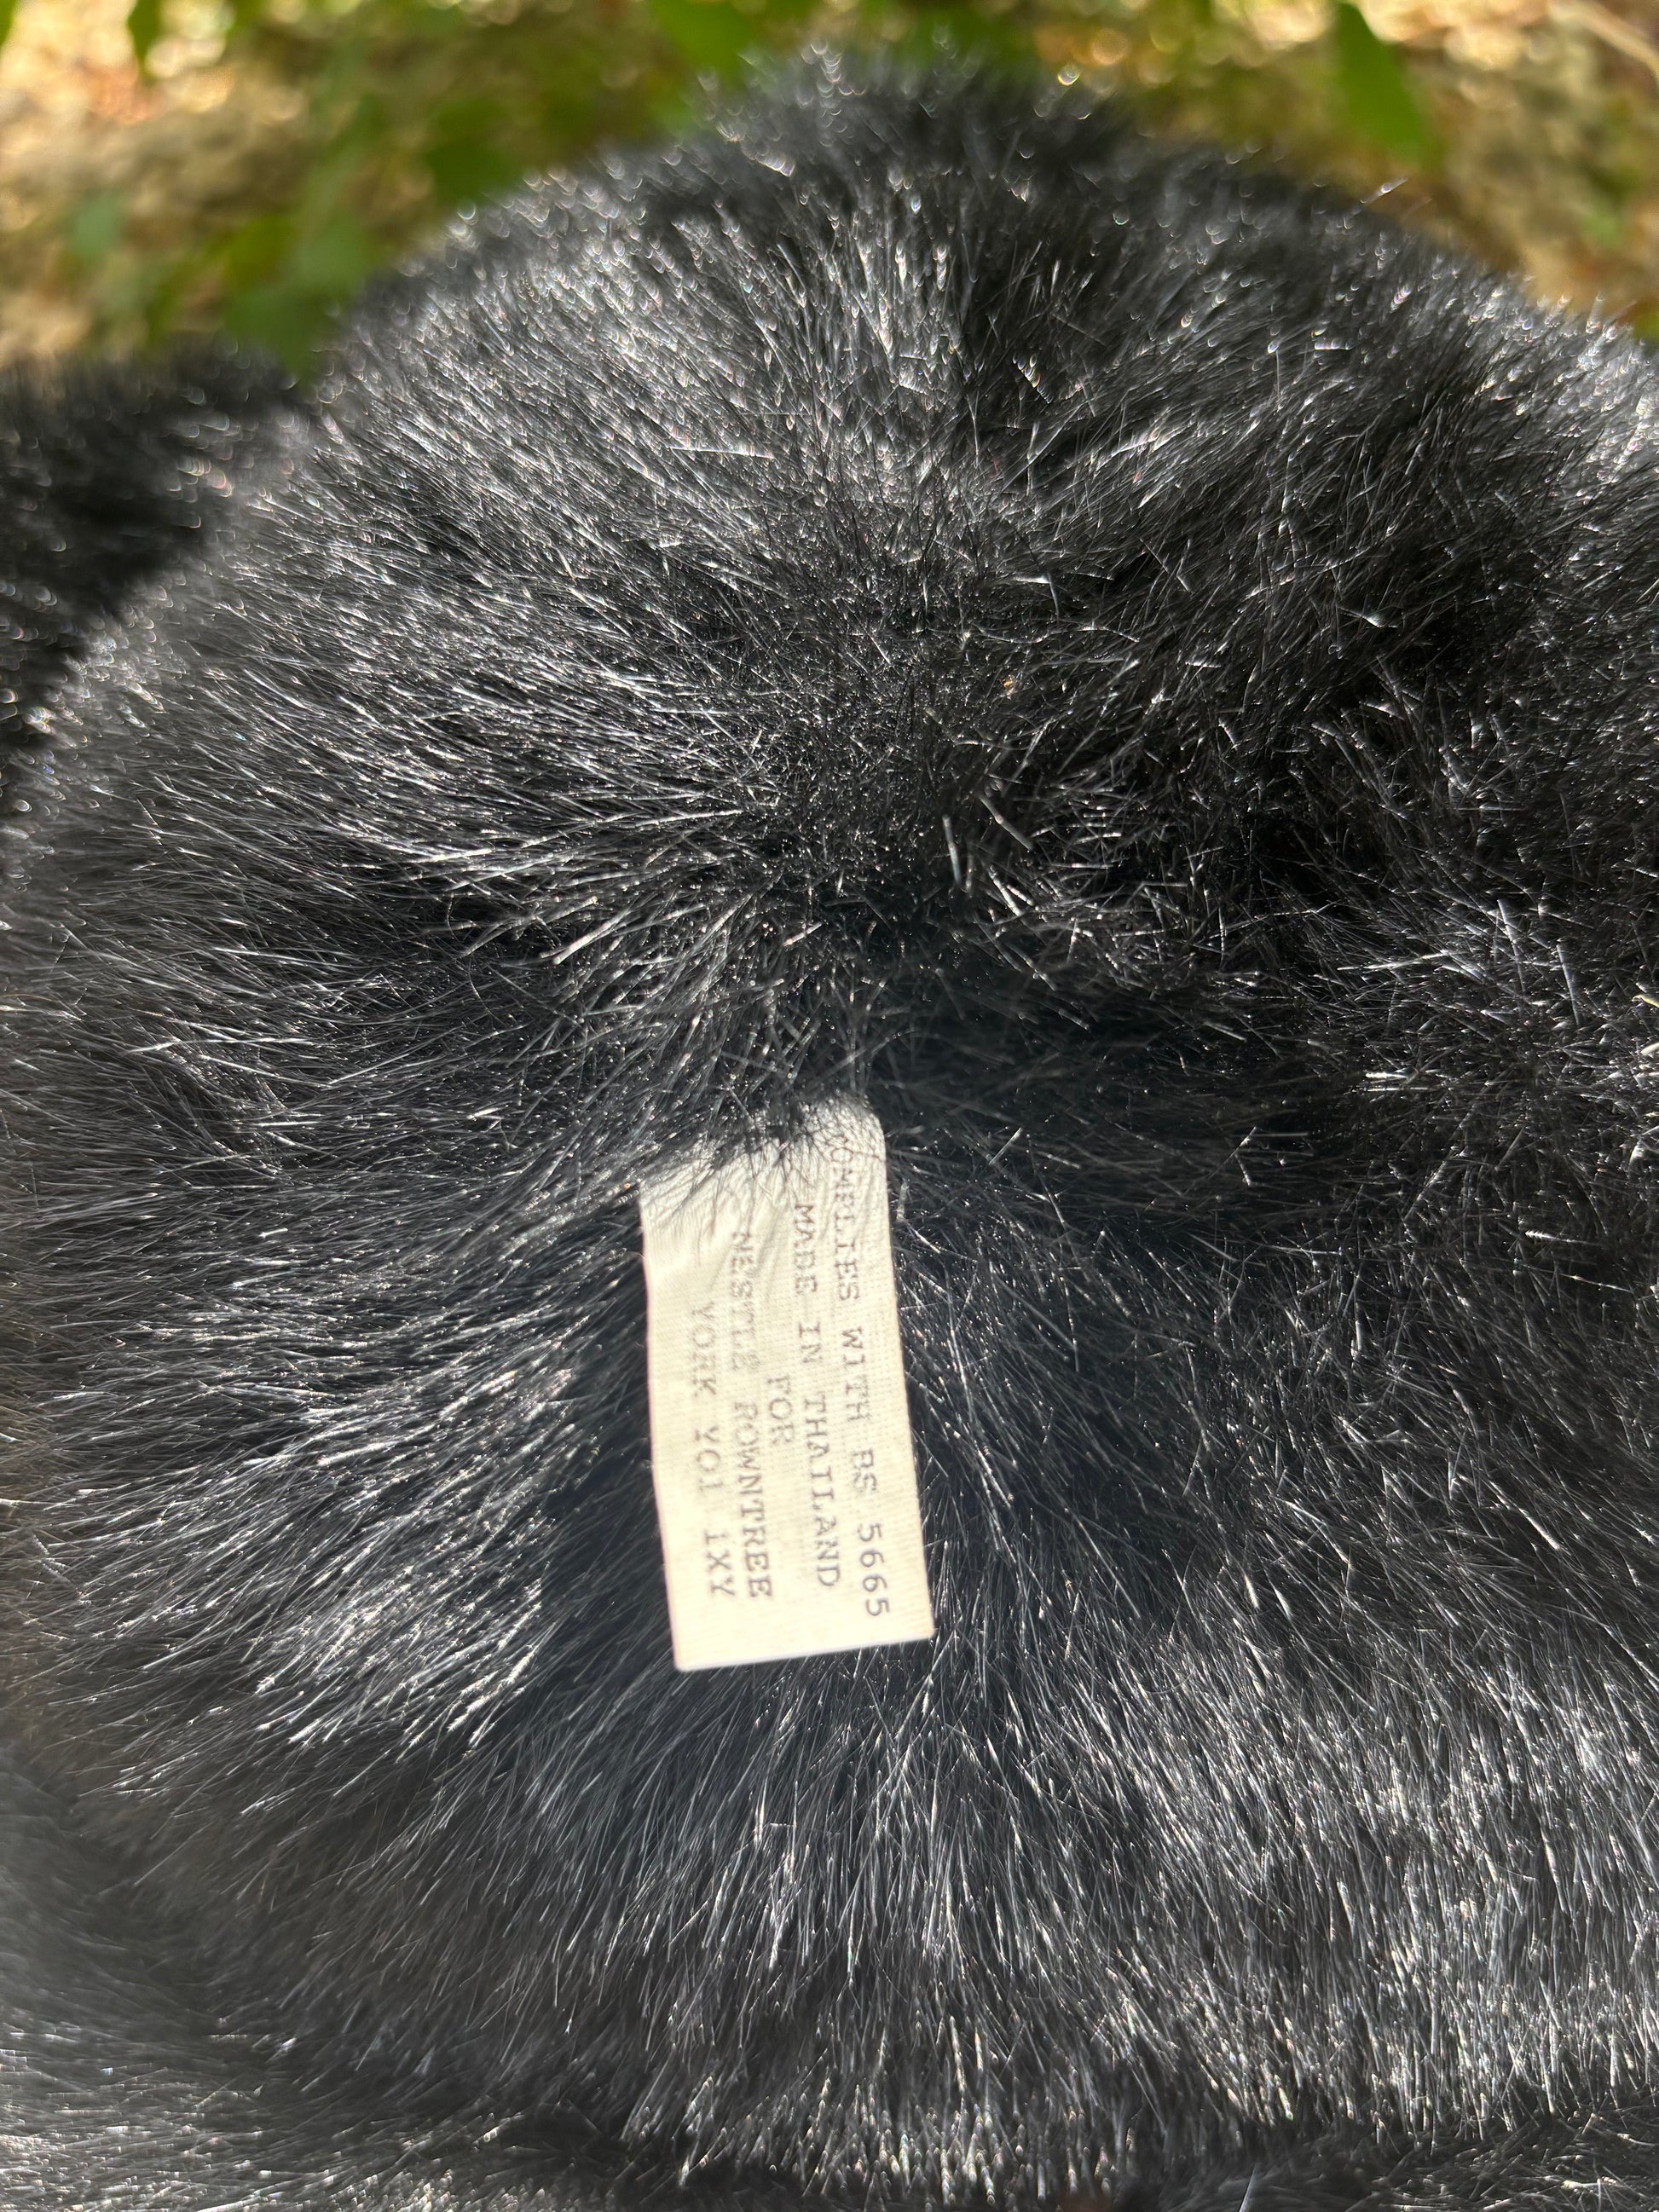 COMPLIES WITH BS 5665
MADE IN THAILAND
FOR
NESTLE ROWNTREE
YORK YO1 1XY